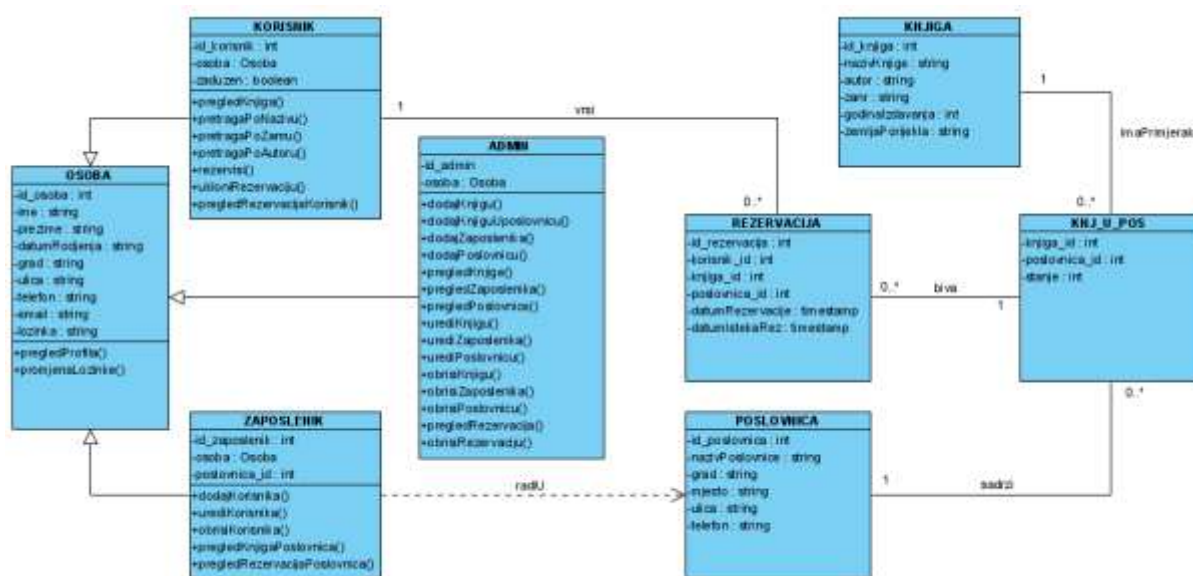 KORISNIK
-id_korisnik : int
-osoba : Osoba
-zaduzen : boolean
+pregledKnjiga()
+pretragaPoNazivu()
+pretragaPoZanru()
+pretragaPoAutoru()
+rezervisi()
+ukloniRezervaciju()
+pregledRezervacijaKorisnik()
KNJIGA
-id_knjiga : int
-nazivKnjige : string
-autor : string
-zanr : string
-godinaIzdavanja : int
-zemljaPorijekla : string
1
vrsi
0..*
1
imaPrimjerak
0..*
OSOBA
-id_osoba : int
-ime : string
-prezime : string
-datumRodjenja : string
-grad : string
-ulica : string
-telefon : string
-email : string
-lozinka : string
+pregledProfila()
+promjenaLozinke()
ADMIN
-id_admin
-osoba : Osoba
+dodajKnjigu()
+dodajKnjiguUposlovnicu()
+dodajZaposlenika()
+dodajPoslovnicu()
+pregledKnjiga()
+pregledZaposlenika()
+pregledPoslovnica()
+urediKnjigu()
+urediZaposlenika()
+urediPoslovnicu()
+obrisiKnjigu()
+obrisiZaposlenika()
+obrisiPoslovnicu()
+pregledRezervacija()
+obrisiRezervaciju()
REZERVACIJA
-id_rezervacija : int
-korisnik_id : int
-knjiga_id : int
-poslovnica_id : int
-datumRezervacije : timestamp
-datumIstekaRez : timestamp
0..*
biva
1
KNJ_U_POS
-knjiga_id : int
-poslovnica_id : int
-stanje : int
0..*
ZAPOSLENIK
-id_zaposlenik : int
-osoba : Osoba
-poslovnica_id : int
+dodajKorisnika()
+urediKorisnika()
+obrisiKorisnika()
+pregledKnjigaPoslovnica()
+pregledRezervacijaPoslovnica()
radiU
POSLOVNICA
-id_poslovnica : int
-nazivPoslovnice : string
-grad : string
-mjesto : string
-ulica : string
-telefon : string
1
sadrzi